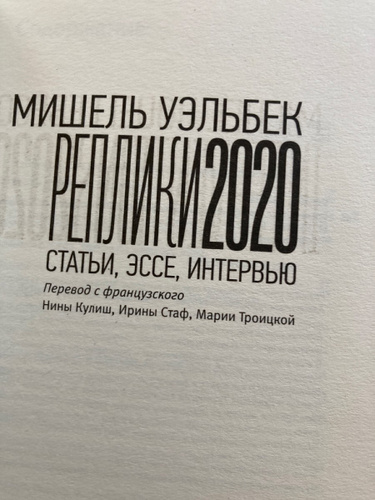 МИШЕЛЬ УЭЛЬБЕК
РЕПЛИКИ2020
СТАТЬИ, ЭССЕ, ИНТЕРВЬЮ
Перевод с французского
Нины Кулиш, Ирины Стаф, Марии Троицкой